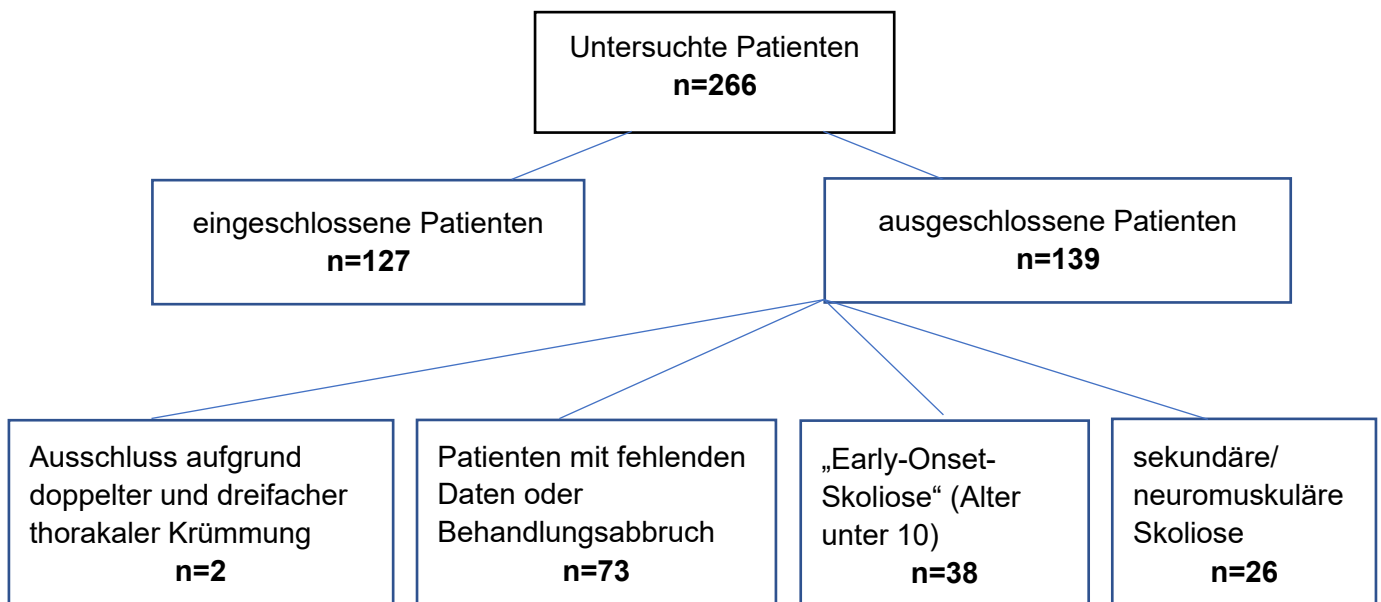 Untersuchte Patienten
n=266
eingeschlossene Patienten
n=127
ausgeschlossene Patienten
n=139
Ausschluss aufgrund
doppelter und dreifacher
thorakaler Krümmung
n=2
Patienten mit fehlenden
Daten oder
Behandlungsabbruch
n=73
„Early-Onset-
Skoliose“ (Alter
unter 10)
n=38
sekundäre/
neuromuskuläre
Skoliose
n=26